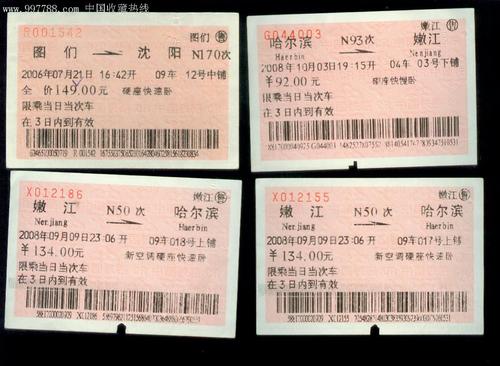 www.997788.com 中国收藏热线
R001542
图们售
图们 沈阳 N170次
2006年07月21日 16:42开 09车 12号中铺
全价149.00元 硬座快速卧
限乘当日当次车
在3日内到有效
G044003
嫩江售
哈尔滨 N93次 嫩江
Haerbin Nenjiang
2008年10月03日19:15开 04车 03号下铺
￥92.00元 硬座快慢卧
限乘当日当次车
在3日内到有效
X012186
嫩江售
嫩江 N50次 哈尔滨
Nenjiang Haerbin
2008年09月09日23:06开 09车018号上铺
￥134.00元 新空调硬座快速卧
限乘当日当次车
在3日内到有效
X012155
嫩江售
嫩江 N50次 哈尔滨
Nenjiang Haerbin
2008年09月09日23:06开 09车017号上铺
￥134.00元 新空调硬座快速卧
限乘当日当次车
在3日内到有效